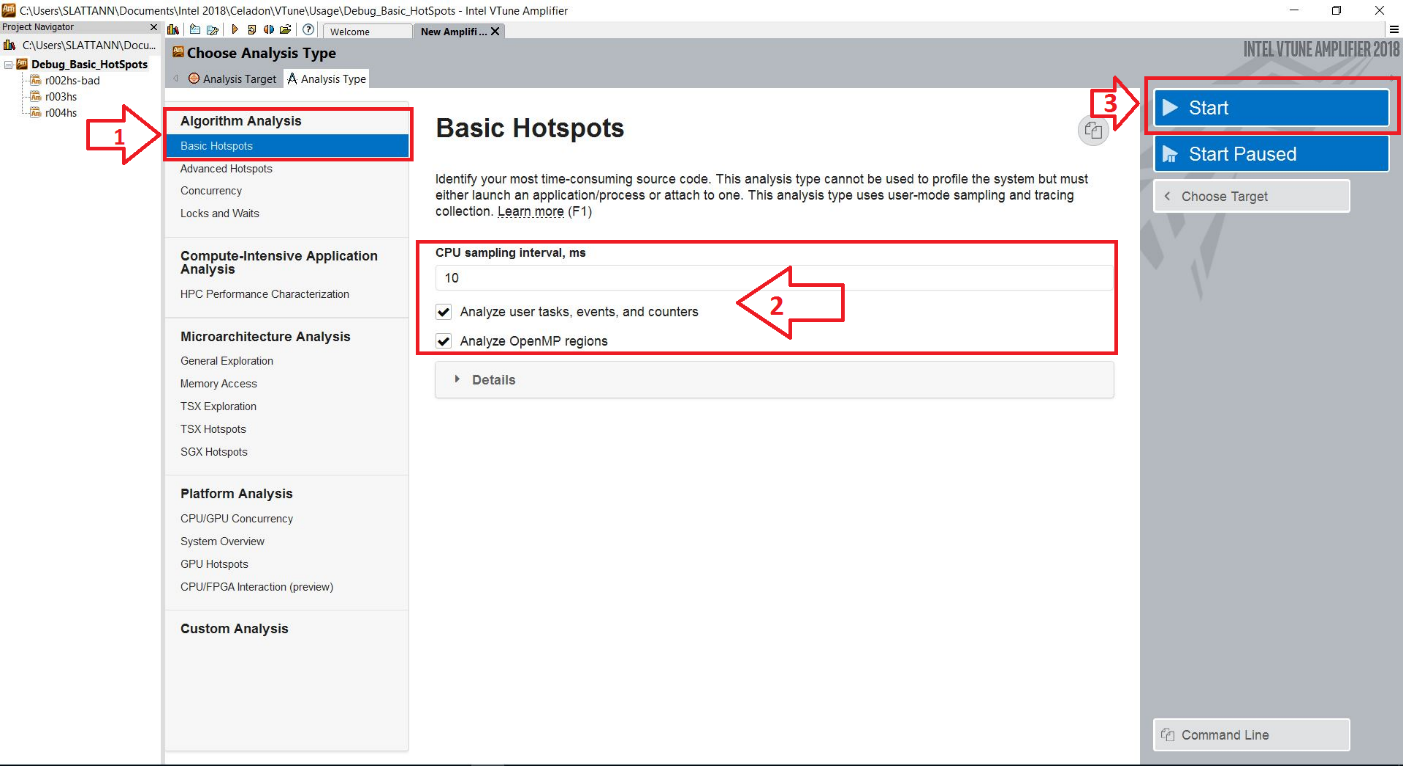 C:\Users\SLATTANN\Documents\Intel 2018\Celadon\VTune\Usage\Debug_Basic_HotSpots - Intel VTune Amplifier
Project Navigator
C:\Users\SLATTANN\Docu...
Debug_Basic_HotSpots
r002hs-bad
r003hs
r004hs
Welcome
New Amplifi...
Choose Analysis Type
INTEL VTUNE AMPLIFIER 2018
Analysis Target
Analysis Type
1
Algorithm Analysis
Basic Hotspots
Advanced Hotspots
Concurrency
Locks and Waits
Compute-Intensive Application
Analysis
HPC Performance Characterization
Microarchitecture Analysis
General Exploration
Memory Access
TSX Exploration
TSX Hotspots
SGX Hotspots
Platform Analysis
CPU/GPU Concurrency
System Overview
GPU Hotspots
CPU/FPGA Interaction (preview)
Custom Analysis
Basic Hotspots
Identify your most time-consuming source code. This analysis type cannot be used to profile the system but must
either launch an application/process or attach to one. This analysis type uses user-mode sampling and tracing
collection. Learn more (F1)
CPU sampling interval, ms
10
2
Analyze user tasks, events, and counters
Analyze OpenMP regions
Details
3
Start
Start Paused
Choose Target
Command Line